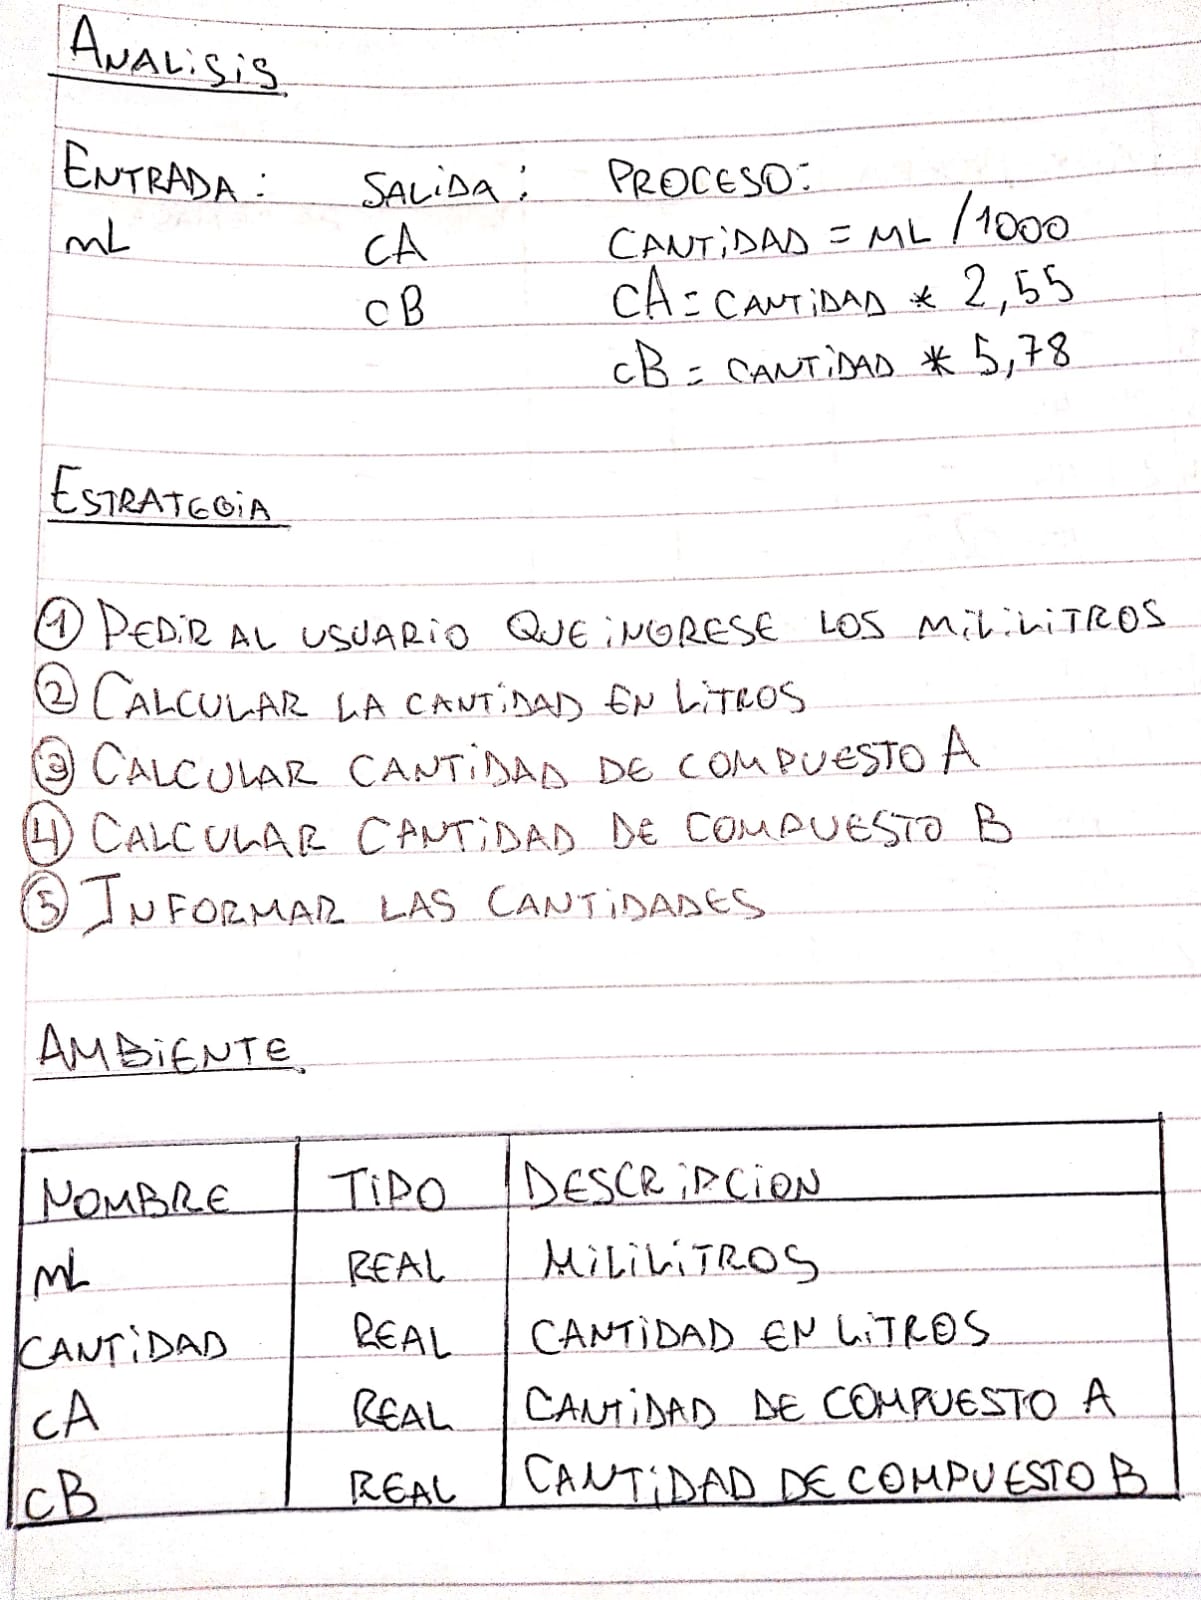 ANALiSiS
ENTRADA: SALiDA: PROCESO:
mL CA CANTiDAD = ML /1000
CB CA = CANTiDAD * 2,55
CB = CANTiDAD * 5,78
ESTRATEGiA
① PEDiR AL USUARiO QUE iNGRESE LOS MiLiLiTROS
② CALCULAR LA CANTiDAD EN LiTROS
③ CALCULAR CANTiDAD DE COMPUESTO A
④ CALCULAR CANTiDAD DE COMPUESTO B
⑤ INFORMAR LAS CANTiDADES
AMBiENTE.
NOMBRE TiPO DESCRiPCiON
mL REAL MiLiLiTROS
CANTiDAD REAL CANTiDAD EN LiTROS
CA REAL CANTiDAD DE COMPUESTO A
CB REAL CANTiDAD DE COMPUESTO B